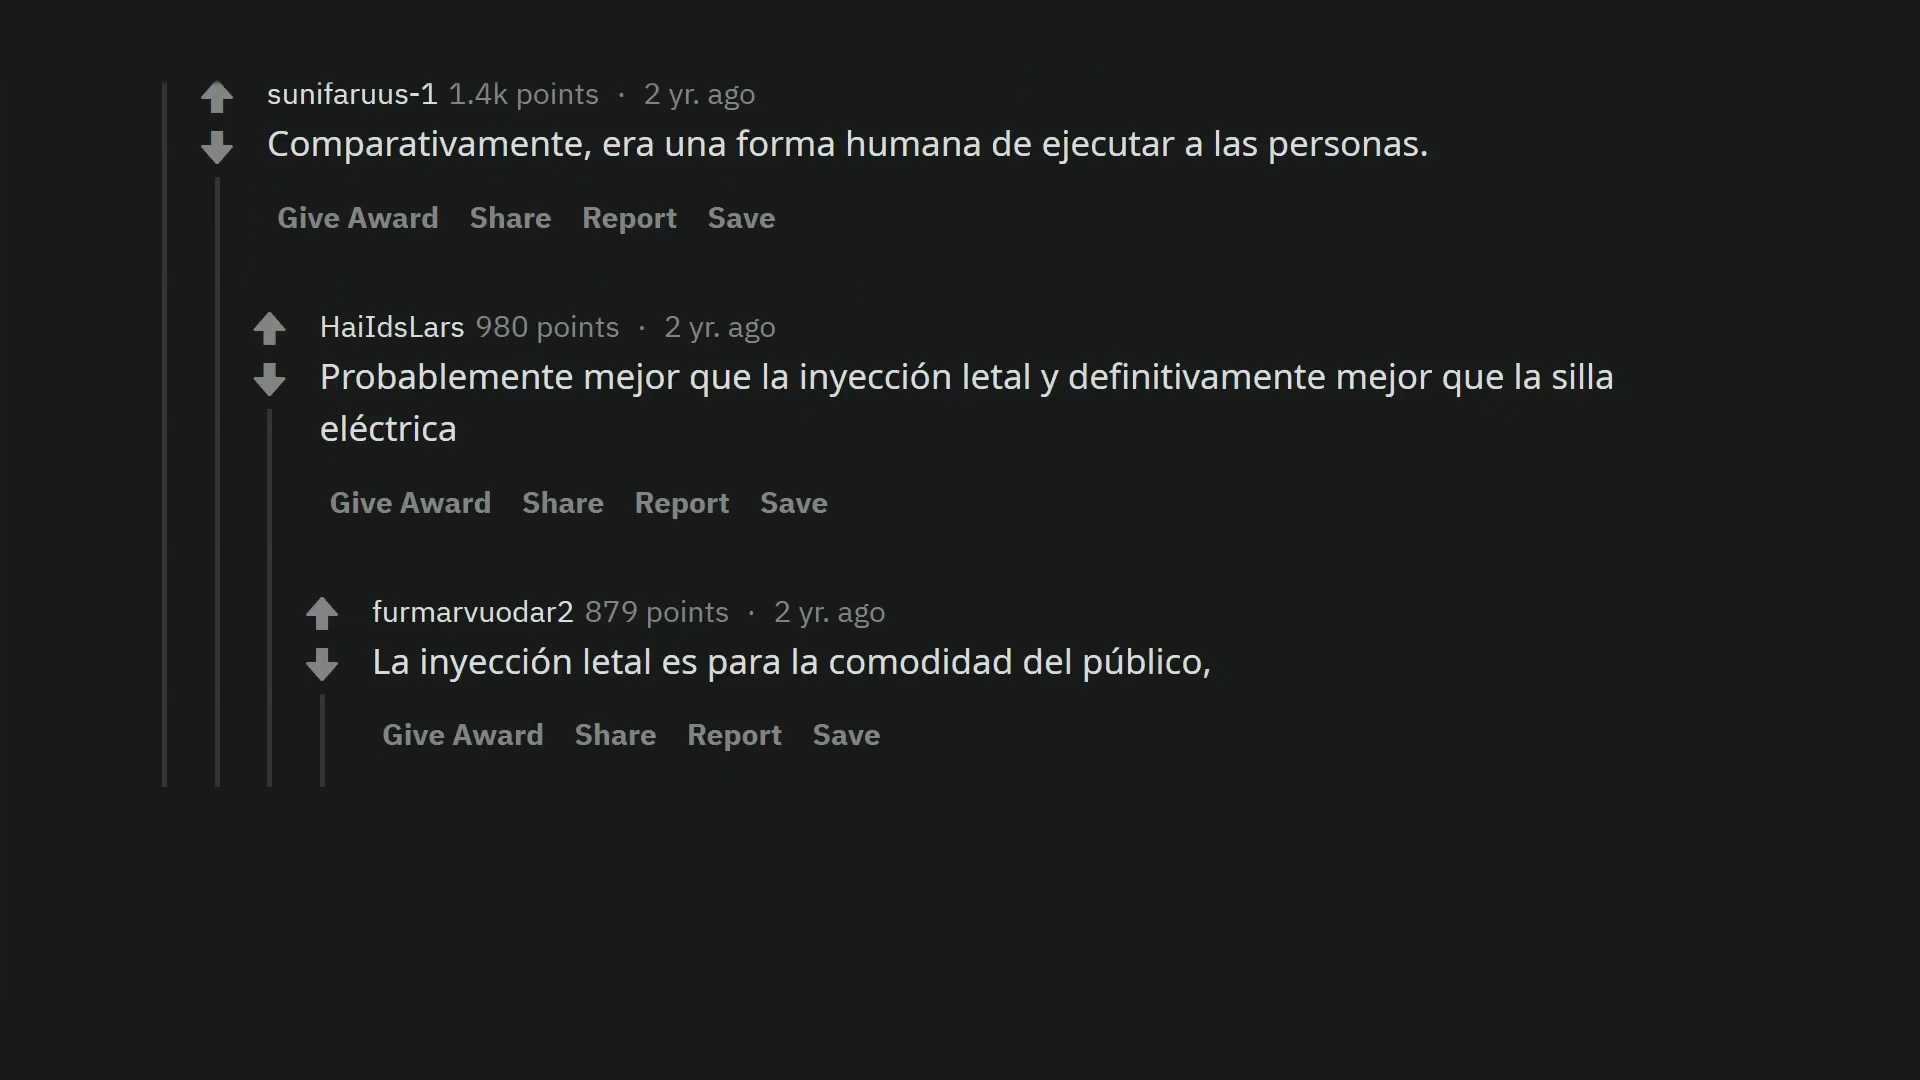 sunifaruus-1 1.4k points · 2 yr. ago
Comparativamente, era una forma humana de ejecutar a las personas.
Give Award Share Report Save
HaiIdsLars 980 points · 2 yr. ago
Probablemente mejor que la inyección letal y definitivamente mejor que la silla
eléctrica
Give Award Share Report Save
furmarvuodar2 879 points · 2 yr. ago
La inyección letal es para la comodidad del público,
Give Award Share Report Save